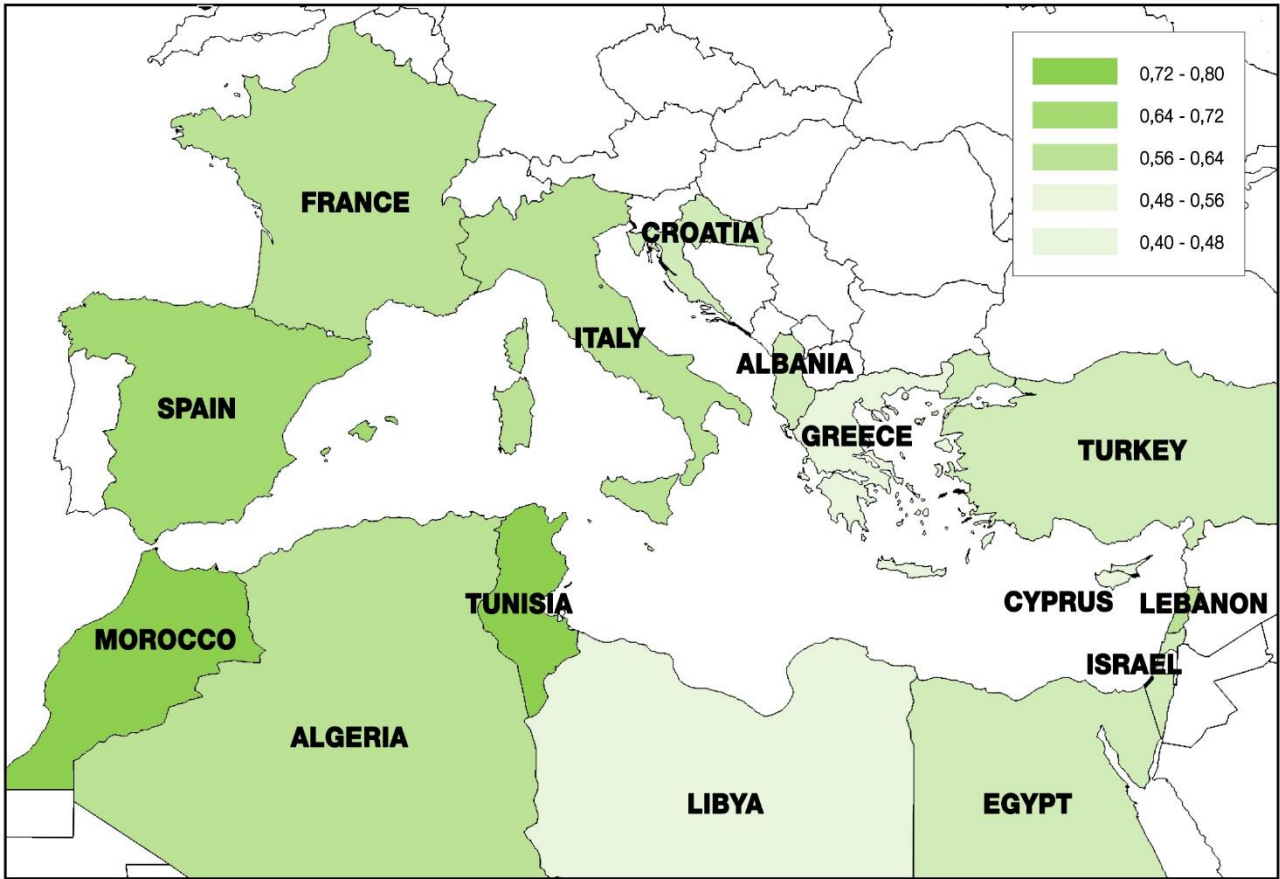 0,72 - 0,80
0,64 - 0,72
0,56 - 0,64
0,48 - 0,56
0,40 - 0,48
FRANCE
CROATIA
ITALY
ALBANIA
SPAIN
GREECE
TURKEY
TUNISIA
CYPRUS
LEBANON
MOROCCO
ISRAEL
ALGERIA
LIBYA
EGYPT